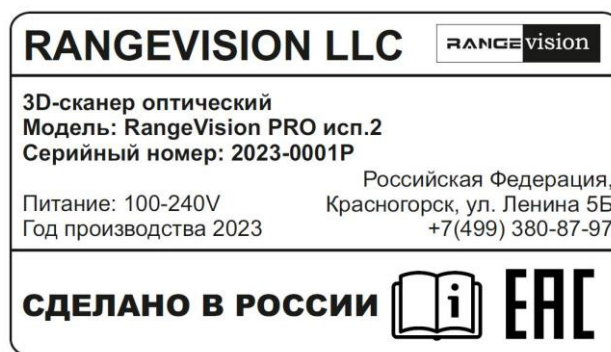 RANGEVISION LLC
RANGEvision
3D-сканер оптический
Модель: RangeVision PRO исп.2
Серийный номер: 2023-0001P
Российская Федерация,
Питание: 100-240V
Красногорск, ул. Ленина 5Б
Год производства 2023
+7(499) 380-87-97
СДЕЛАНО В РОССИИ
i
EAC